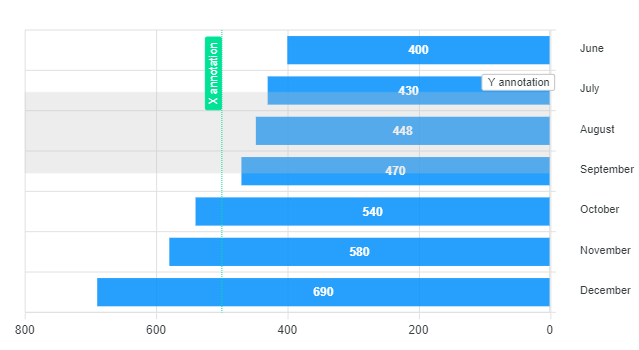 400 June
X annotation
430 Y annotation July
448 August
470 September
540 October
580 November
690 December
800 600 400 200 0